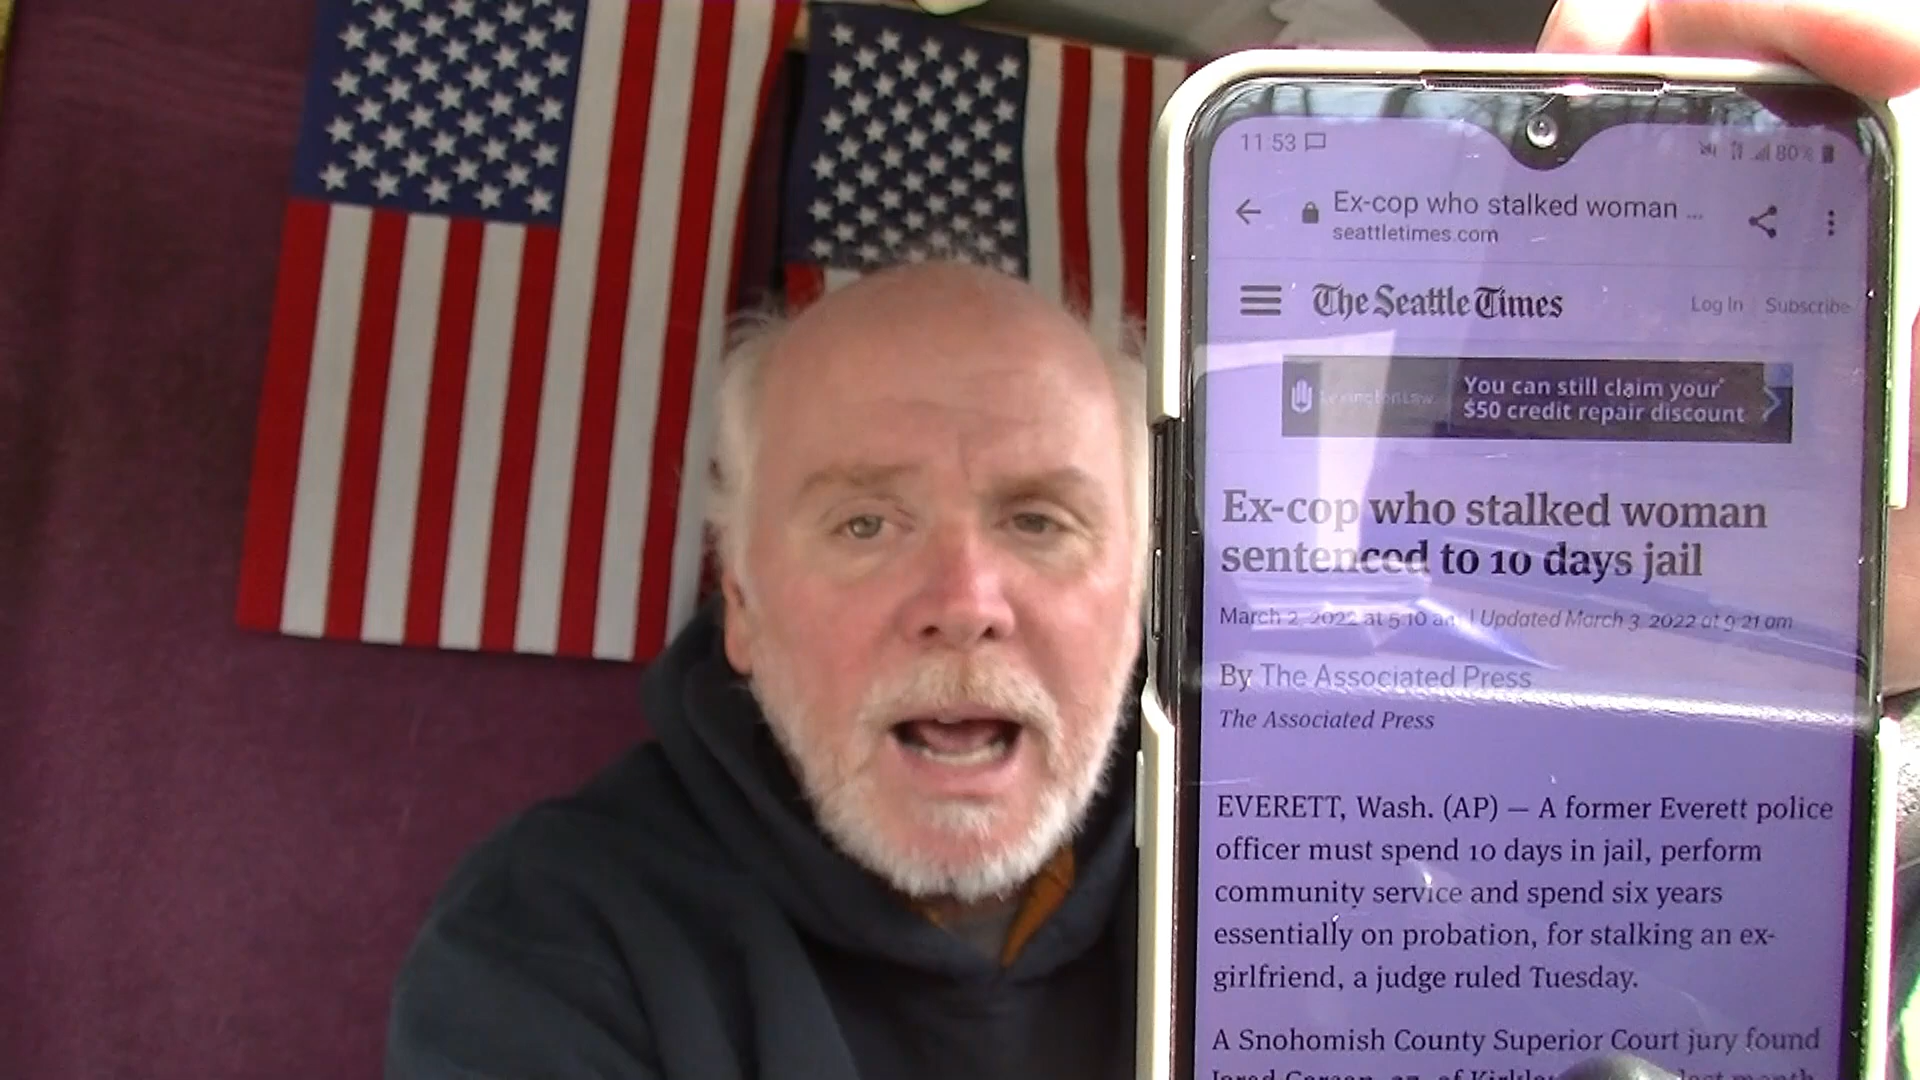 11:53 80%
Ex-cop who stalked woman ...
seattletimes.com
The Seattle Times Log In Subscribe
LexingtonLaw
You can still claim your
$50 credit repair discount
Ex-cop who stalked woman
sentenced to 10 days jail
March 2, 2022 at 5:10 am | Updated March 3, 2022 at 9:21 am
By The Associated Press
The Associated Press
EVERETT, Wash. (AP) — A former Everett police
officer must spend 10 days in jail, perform
community service and spend six years
essentially on probation, for stalking an ex-
girlfriend, a judge ruled Tuesday.
A Snohomish County Superior Court jury found